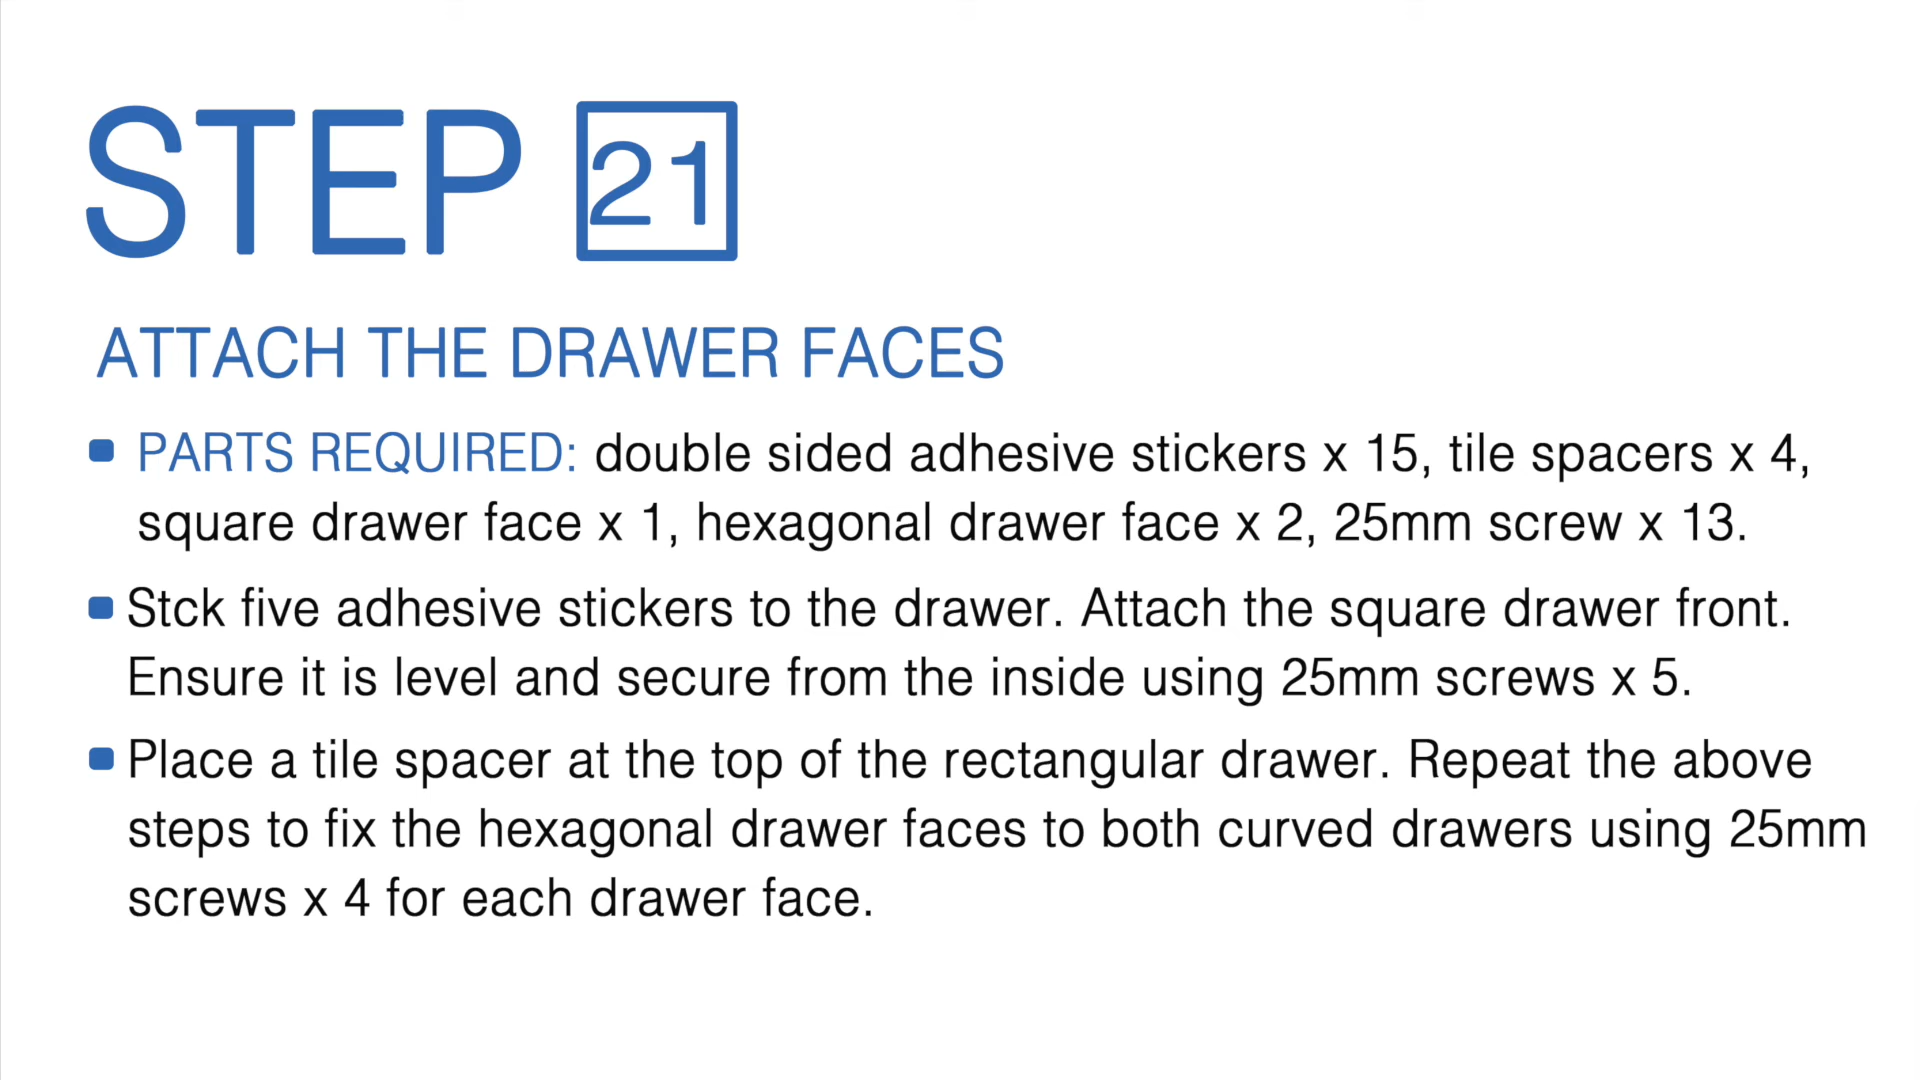 STEP 21
ATTACH THE DRAWER FACES
PARTS REQUIRED: double sided adhesive stickers x 15, tile spacers x 4,
square drawer face x 1, hexagonal drawer face x 2, 25mm screw x 13.
Stck five adhesive stickers to the drawer. Attach the square drawer front.
Ensure it is level and secure from the inside using 25mm screws x 5.
Place a tile spacer at the top of the rectangular drawer. Repeat the above
steps to fix the hexagonal drawer faces to both curved drawers using 25mm
screws x 4 for each drawer face.